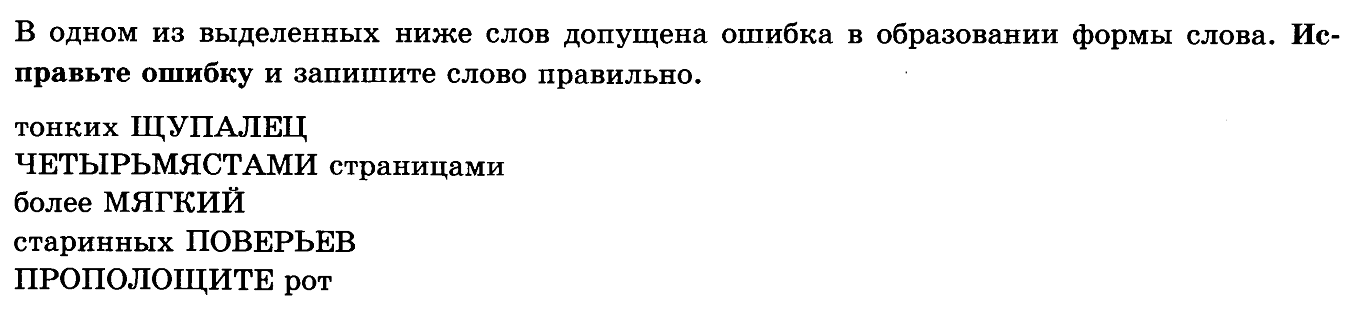 В одном из выделенных ниже слов допущена ошибка в образовании формы слова. Ис-
правьте ошибку и запишите слово правильно.
тонких ЩУПАЛЕЦ
ЧЕТЫРЬМЯСТАМИ страницами
более МЯГКИЙ
старинных ПОВЕРЬЕВ
ПРОПОЛОЩИТЕ рот